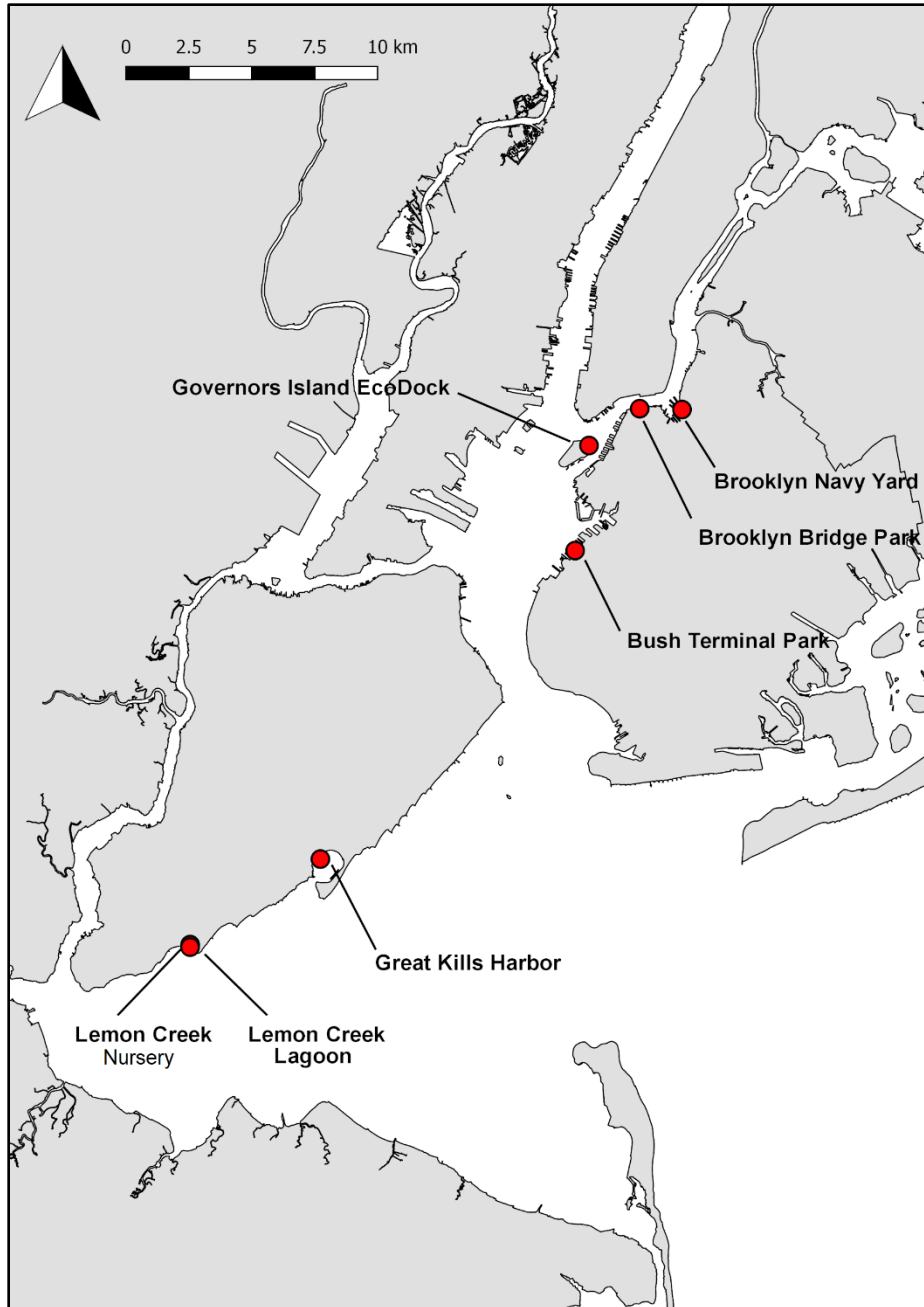 0 2.5 5 7.5 10 km
Governors Island EcoDock
Brooklyn Navy Yard
Brooklyn Bridge Park
Bush Terminal Park
Great Kills Harbor
Lemon Creek
Nursery
Lemon Creek
Lagoon